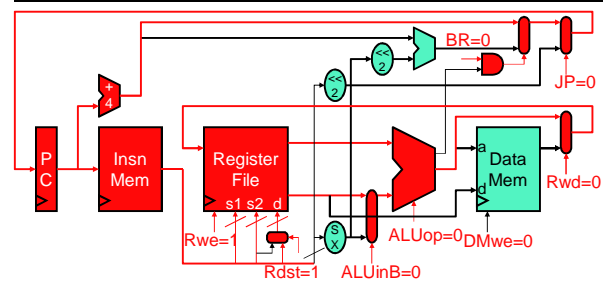 BR=0
<<
2
<<
2
+
4
JP=0
P
C
Insn
Mem
Register
File
s1 s2 d
a
Data
Mem
d
Rwd=0
Rwe=1
S
X
ALUop=0
DMwe=0
Rdst=1
ALUinB=0